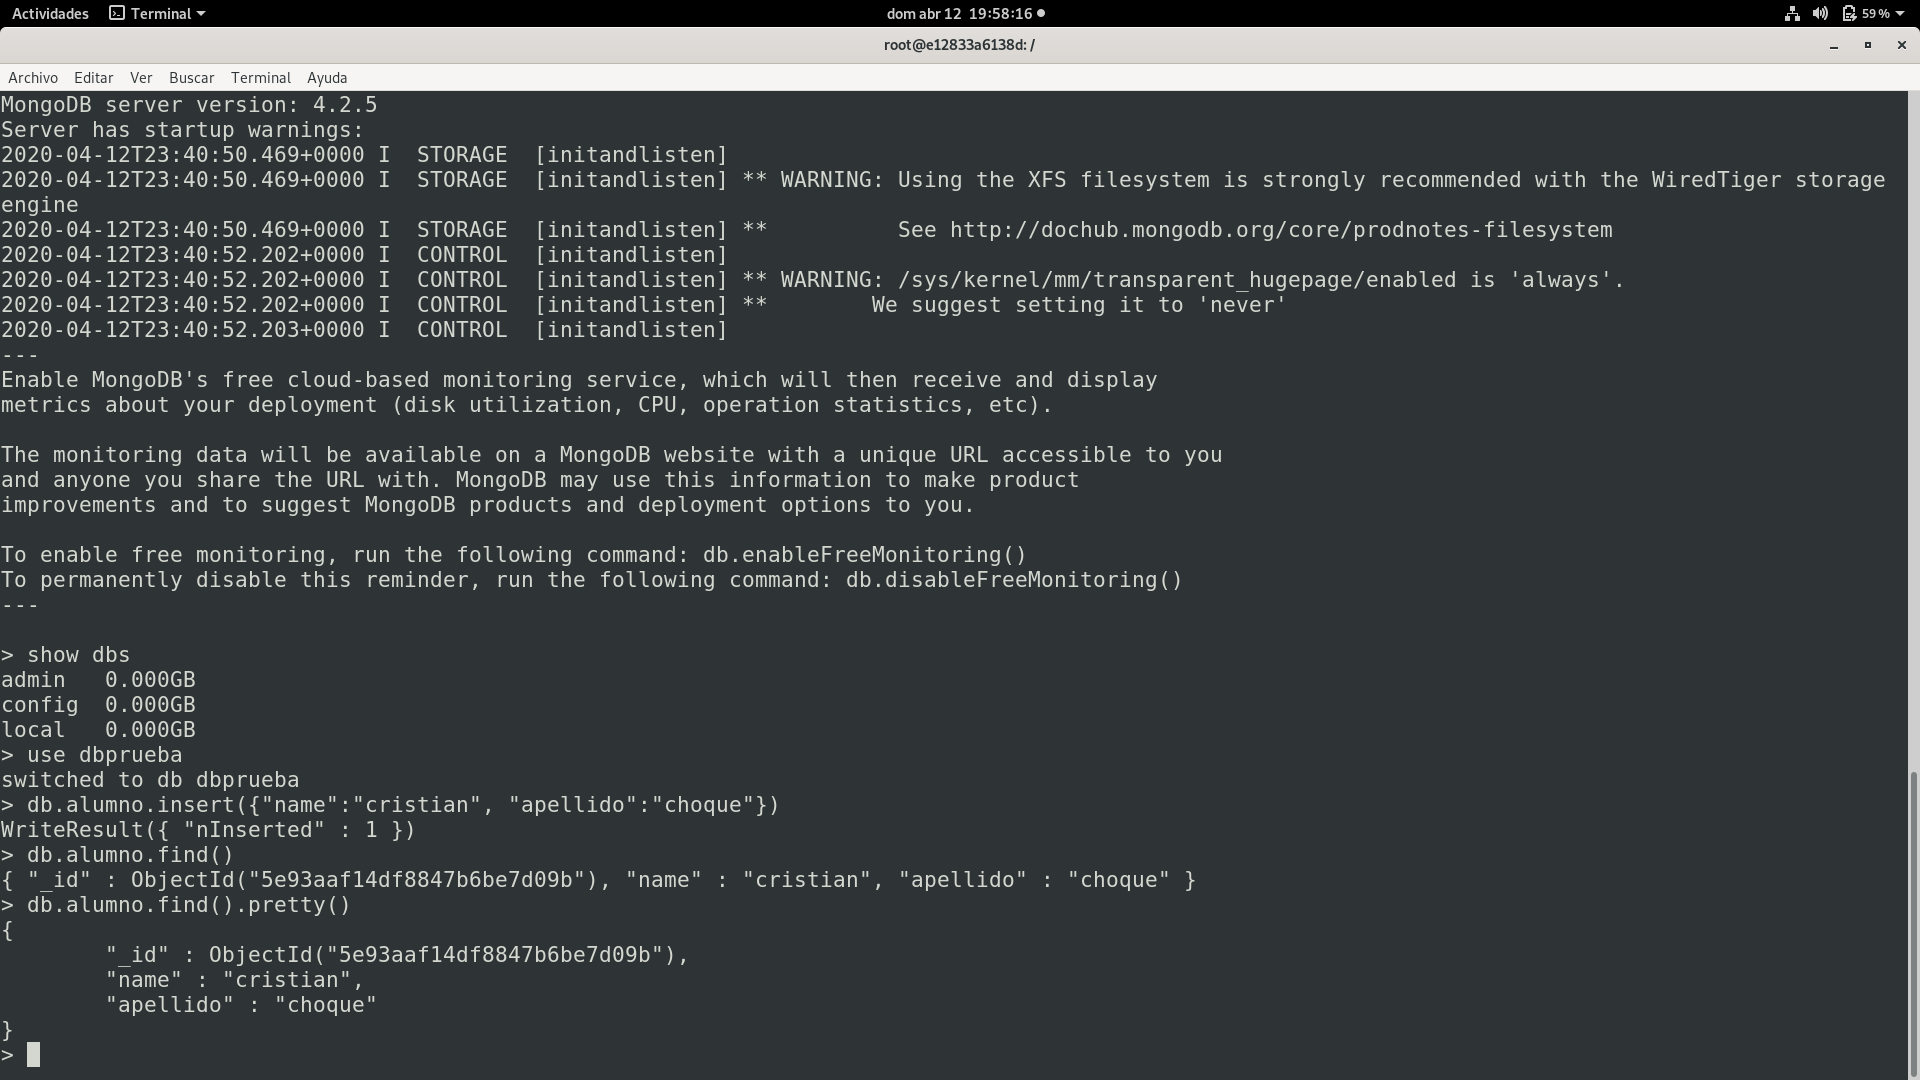 Actividades Terminal dom abr 12 19:58:16 59 %
root@e12833a6138d: /
Archivo Editar Ver Buscar Terminal Ayuda
MongoDB server version: 4.2.5
Server has startup warnings:
2020-04-12T23:40:50.469+0000 I  STORAGE  [initandlisten]
2020-04-12T23:40:50.469+0000 I  STORAGE  [initandlisten] ** WARNING: Using the XFS filesystem is strongly recommended with the WiredTiger storage
engine
2020-04-12T23:40:50.469+0000 I  STORAGE  [initandlisten] **          See http://dochub.mongodb.org/core/prodnotes-filesystem
2020-04-12T23:40:52.202+0000 I  CONTROL  [initandlisten]
2020-04-12T23:40:52.202+0000 I  CONTROL  [initandlisten] ** WARNING: /sys/kernel/mm/transparent_hugepage/enabled is 'always'.
2020-04-12T23:40:52.202+0000 I  CONTROL  [initandlisten] **        We suggest setting it to 'never'
2020-04-12T23:40:52.203+0000 I  CONTROL  [initandlisten]
---
Enable MongoDB's free cloud-based monitoring service, which will then receive and display
metrics about your deployment (disk utilization, CPU, operation statistics, etc).

The monitoring data will be available on a MongoDB website with a unique URL accessible to you
and anyone you share the URL with. MongoDB may use this information to make product
improvements and to suggest MongoDB products and deployment options to you.

To enable free monitoring, run the following command: db.enableFreeMonitoring()
To permanently disable this reminder, run the following command: db.disableFreeMonitoring()
---

> show dbs
admin   0.000GB
config  0.000GB
local   0.000GB
> use dbprueba
switched to db dbprueba
> db.alumno.insert({"name":"cristian", "apellido":"choque"})
WriteResult({ "nInserted" : 1 })
> db.alumno.find()
{ "_id" : ObjectId("5e93aaf14df8847b6be7d09b"), "name" : "cristian", "apellido" : "choque" }
> db.alumno.find().pretty()
{
        "_id" : ObjectId("5e93aaf14df8847b6be7d09b"),
        "name" : "cristian",
        "apellido" : "choque"
}
>